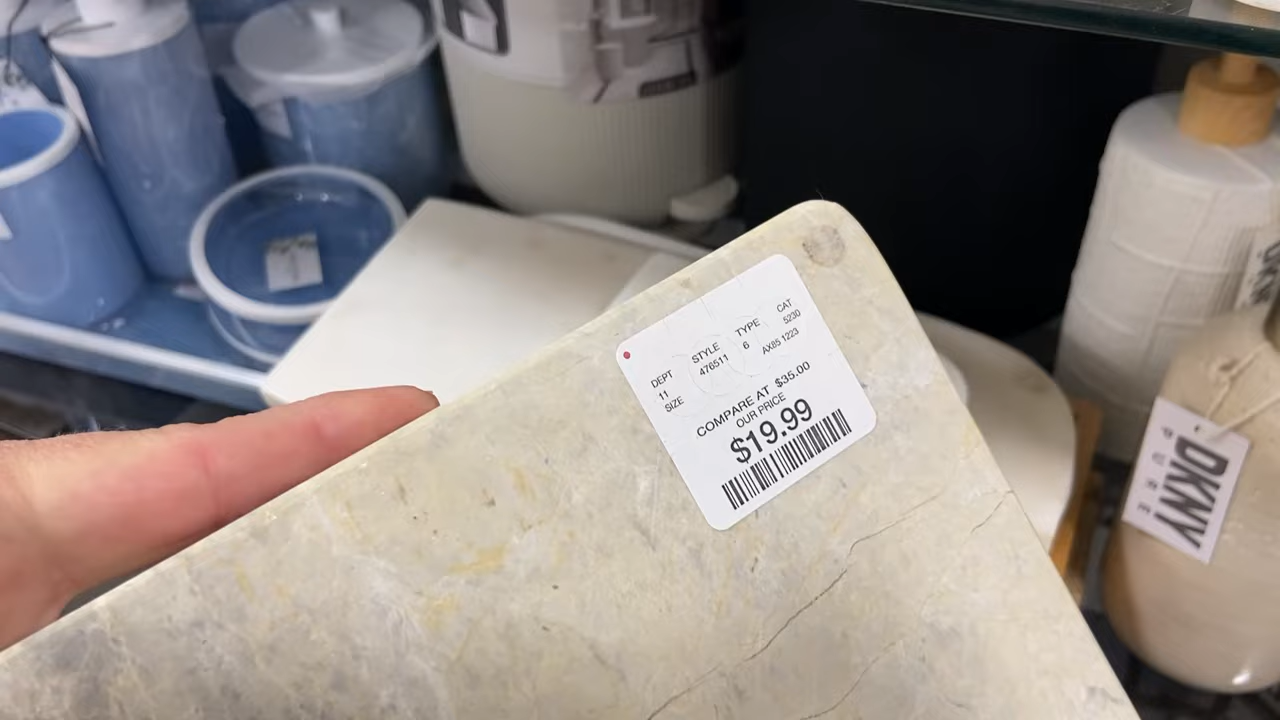 DEPT STYLE TYPE CAT
11 476511 6 5230
SIZE AX85 1223
COMPARE AT $35.00
OUR PRICE
$19.99
DKNY